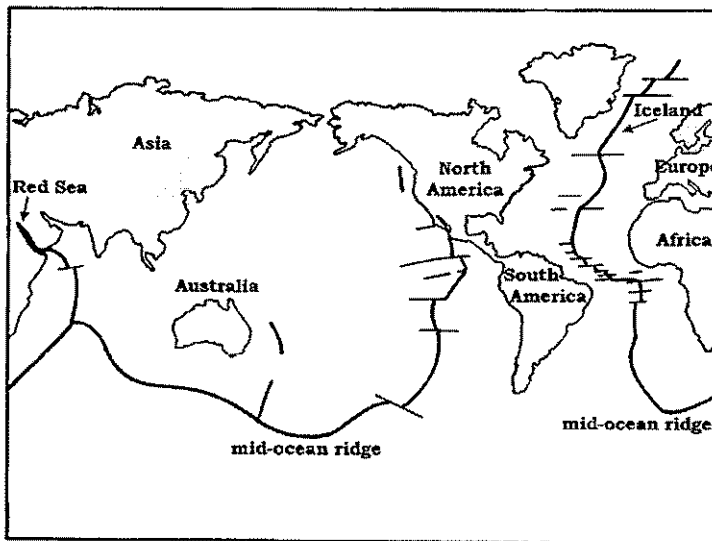 Iceland
Asia
North
America
Europe
Red Sea
Africa
South
America
Australia
mid-ocean ridge
mid-ocean ridge